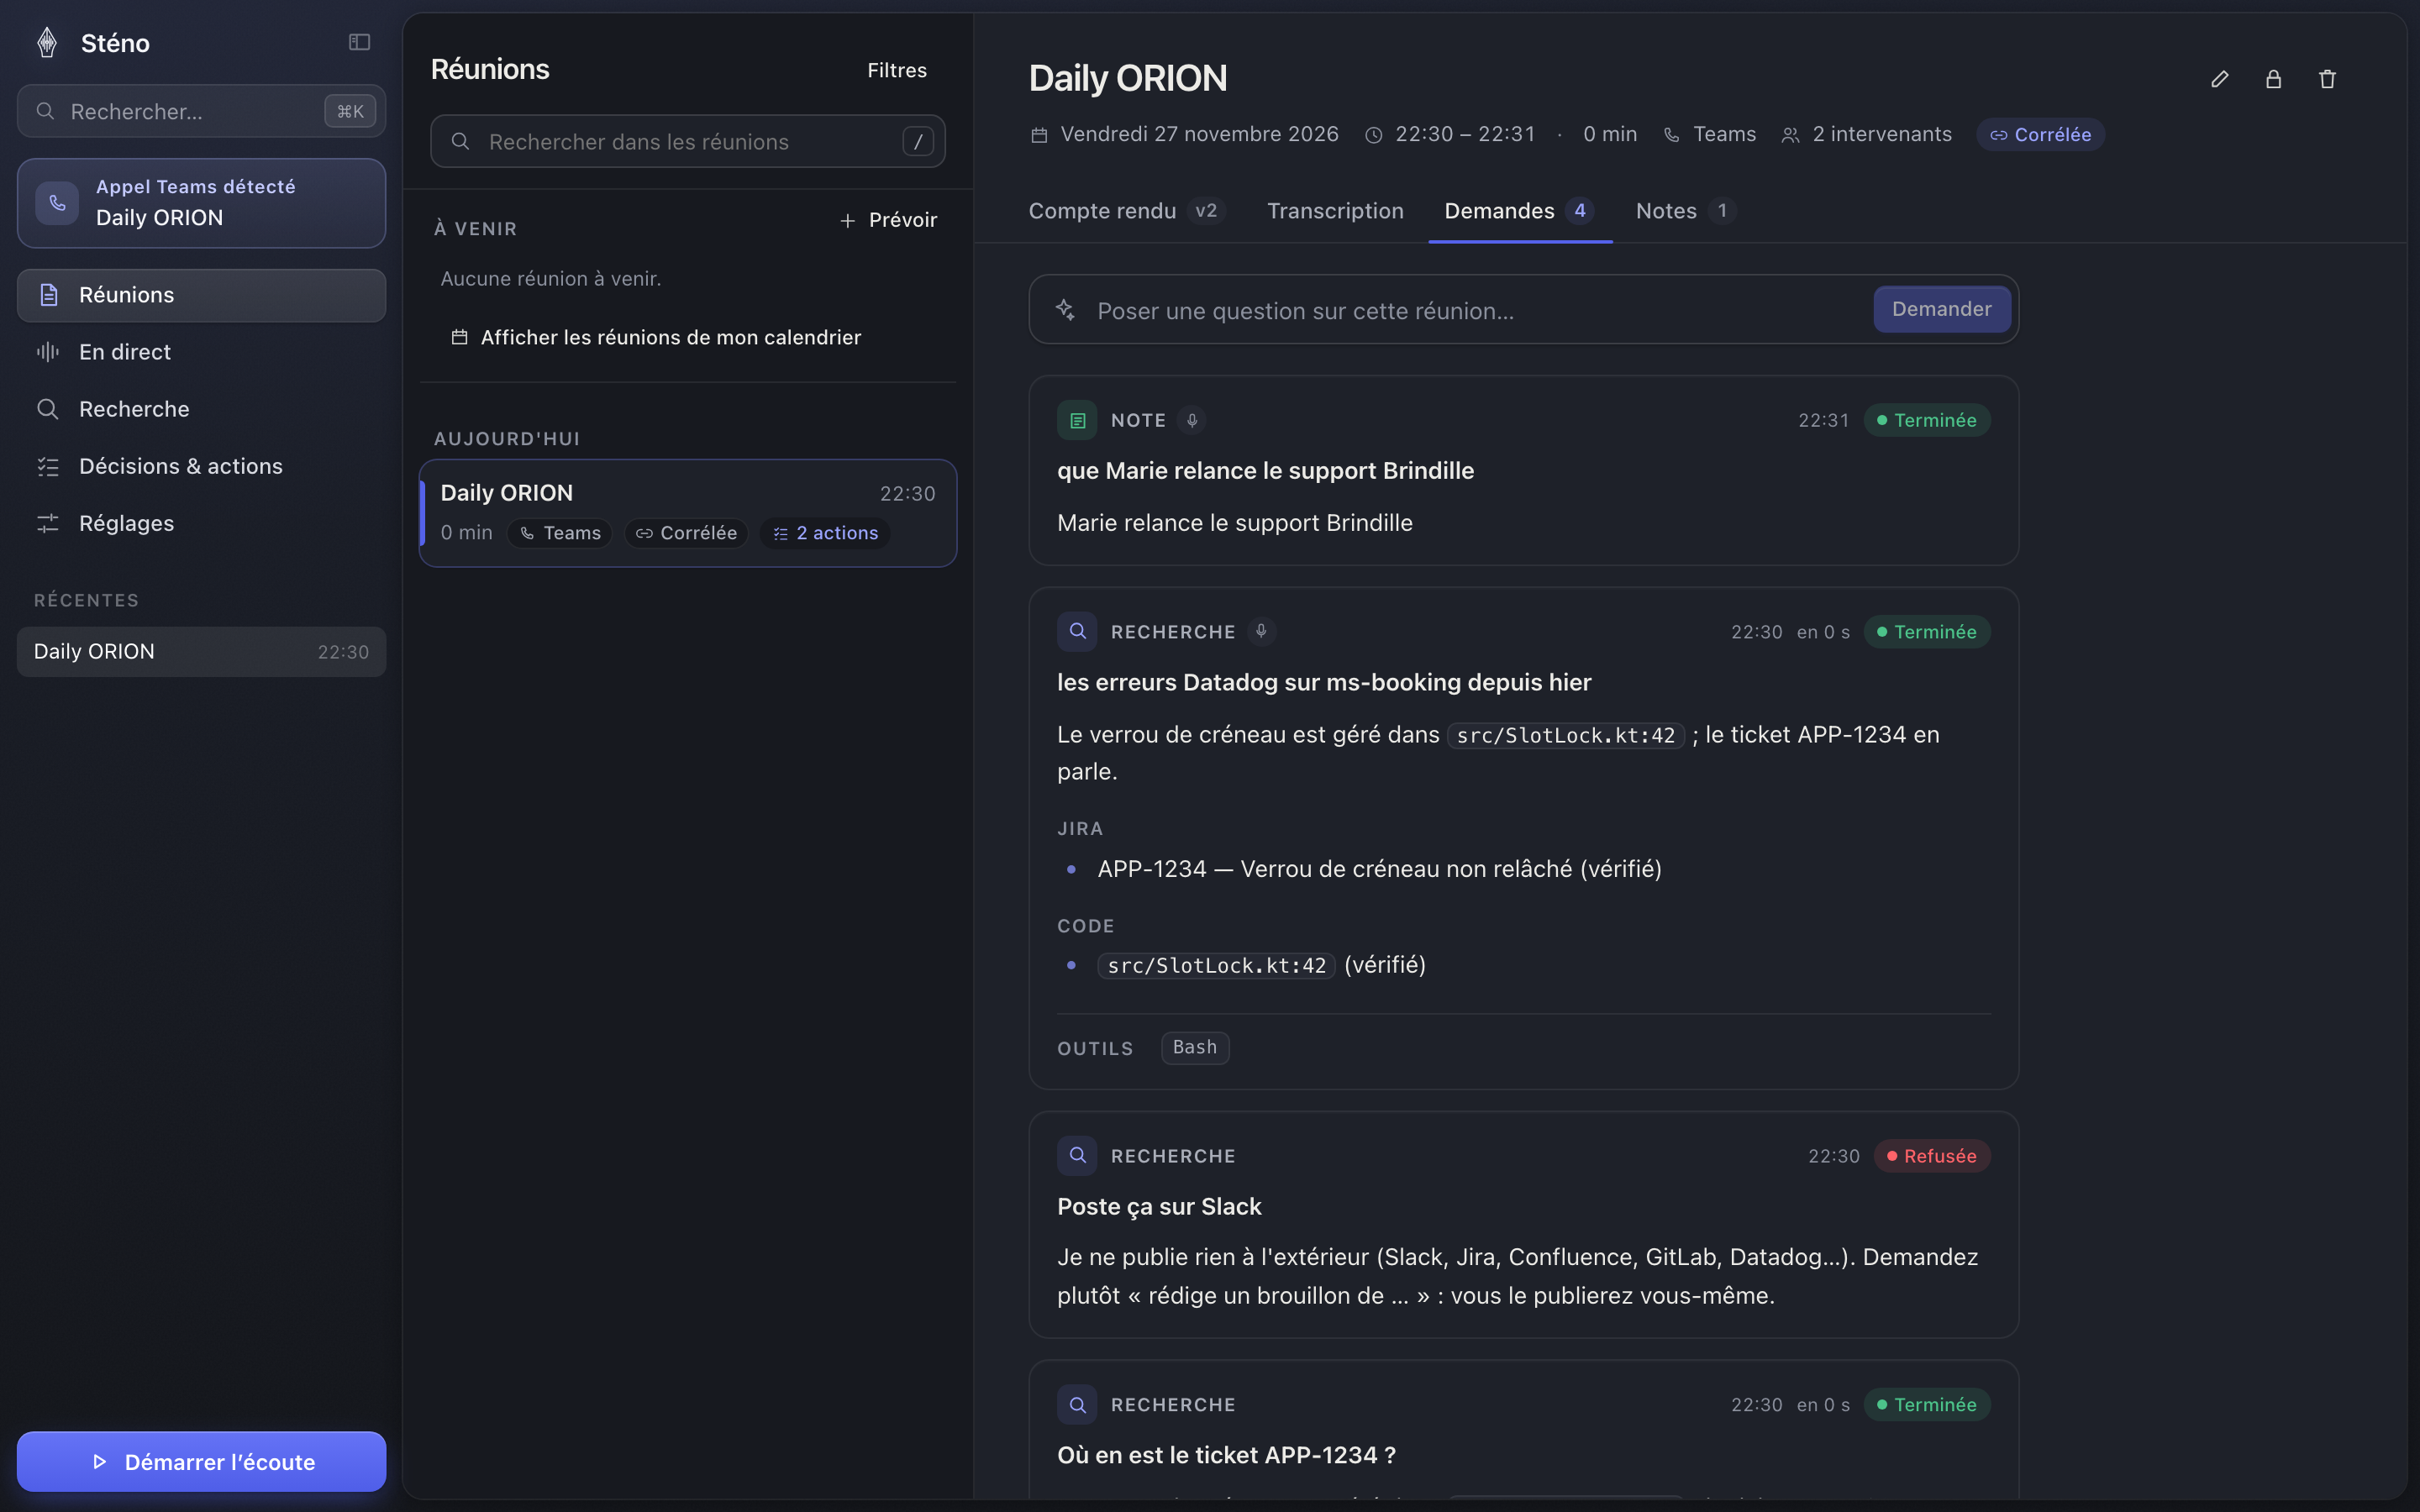 Sténo
Rechercher...
⌘K
Appel Teams détecté
Daily ORION
Réunions
En direct
Recherche
Décisions & actions
Réglages
RÉCENTES
Daily ORION 22:30
Démarrer l’écoute
Réunions
Filtres
Rechercher dans les réunions
/
À VENIR
+ Prévoir
Aucune réunion à venir.
Afficher les réunions de mon calendrier
AUJOURD'HUI
Daily ORION 22:30
0 min Teams Corrélée 2 actions
Daily ORION
Vendredi 27 novembre 2026 22:30 – 22:31 · 0 min Teams 2 intervenants Corrélée
Compte rendu v2 Transcription Demandes 4 Notes 1
Poser une question sur cette réunion...
Demander
NOTE 22:31 Terminée
que Marie relance le support Brindille
Marie relance le support Brindille
RECHERCHE 22:30 en 0 s Terminée
les erreurs Datadog sur ms-booking depuis hier
Le verrou de créneau est géré dans src/SlotLock.kt:42 ; le ticket APP-1234 en
parle.
JIRA
APP-1234 — Verrou de créneau non relâché (vérifié)
CODE
src/SlotLock.kt:42 (vérifié)
OUTILS Bash
RECHERCHE 22:30 Refusée
Poste ça sur Slack
Je ne publie rien à l'extérieur (Slack, Jira, Confluence, GitLab, Datadog...). Demandez
plutôt « rédige un brouillon de ... » : vous le publierez vous-même.
RECHERCHE 22:30 en 0 s Terminée
Où en est le ticket APP-1234 ?